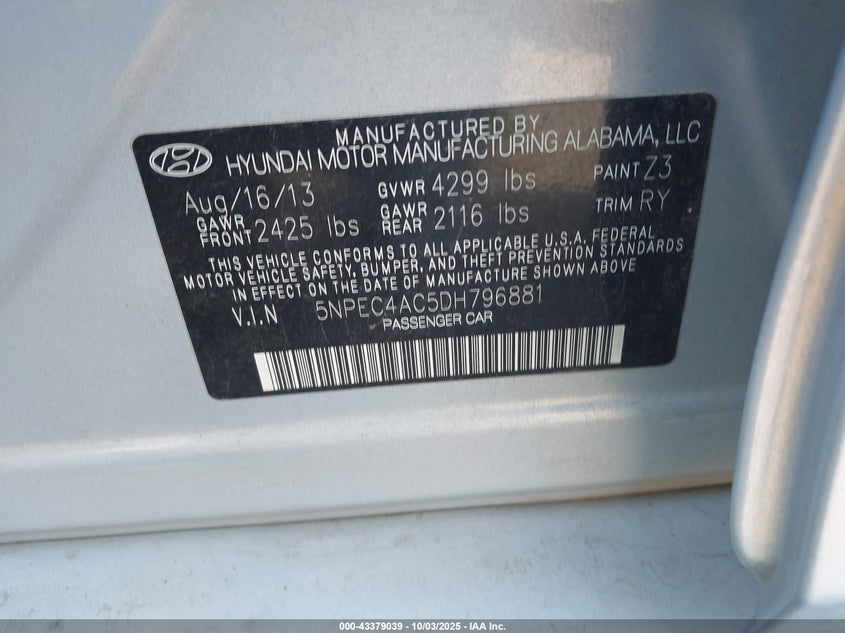 MANUFACTURED BY
HYUNDAI MOTOR MANUFACTURING ALABAMA, LLC
Aug/16/13 GVWR 4299 lbs PAINT Z3
GAWR FRONT 2425 lbs GAWR REAR 2116 lbs TRIM RY
THIS VEHICLE CONFORMS TO ALL APPLICABLE U.S.A. FEDERAL
MOTOR VEHICLE SAFETY, BUMPER, AND THEFT PREVENTION STANDARDS
IN EFFECT ON THE DATE OF MANUFACTURE SHOWN ABOVE
V.I.N 5NPEC4AC5DH796881
PASSENGER CAR
000-43379039 - 10/03/2025 - IAA Inc.